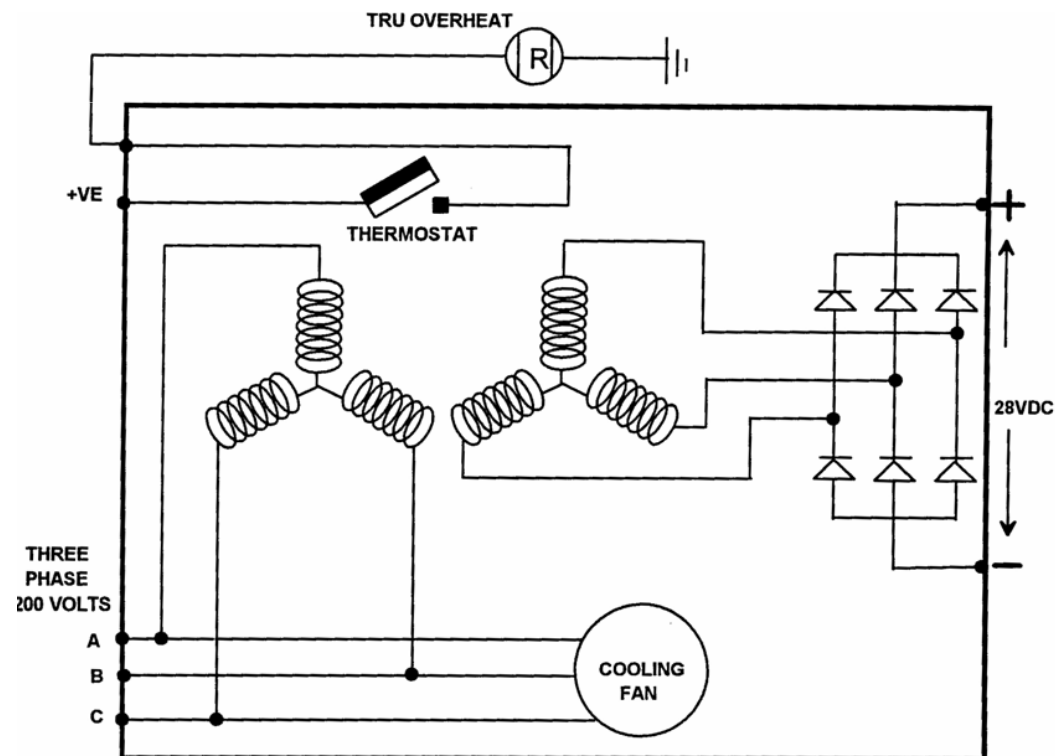 TRU OVERHEAT
R
+VE
THERMOSTAT
+
28VDC
-
THREE
PHASE
200 VOLTS
A
B
C
COOLING
FAN